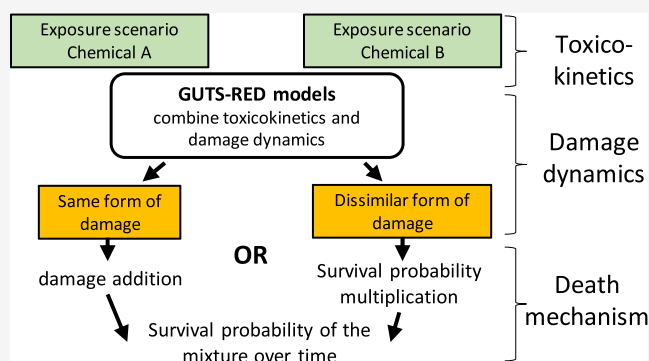 Exposure scenario
Chemical A
Exposure scenario
Chemical B
Toxico-
kinetics
GUTS-RED models
combine toxicokinetics and
damage dynamics
Damage
dynamics
Same form of
damage
Dissimilar form of
damage
OR
damage addition
Survival probability
multiplication
Death
mechanism
Survival probability of the
mixture over time